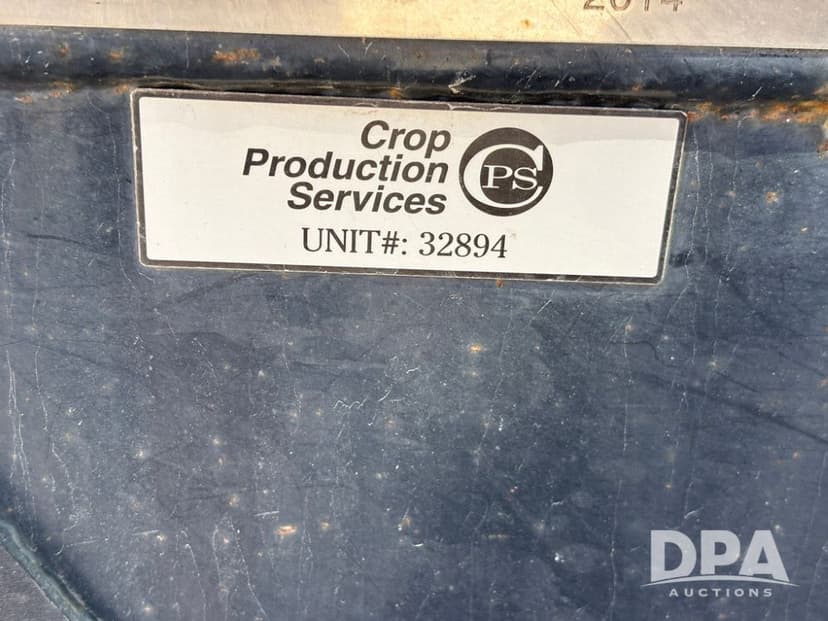 2014
Crop
Production
Services
CPS
UNIT#: 32894
DPA
AUCTIONS